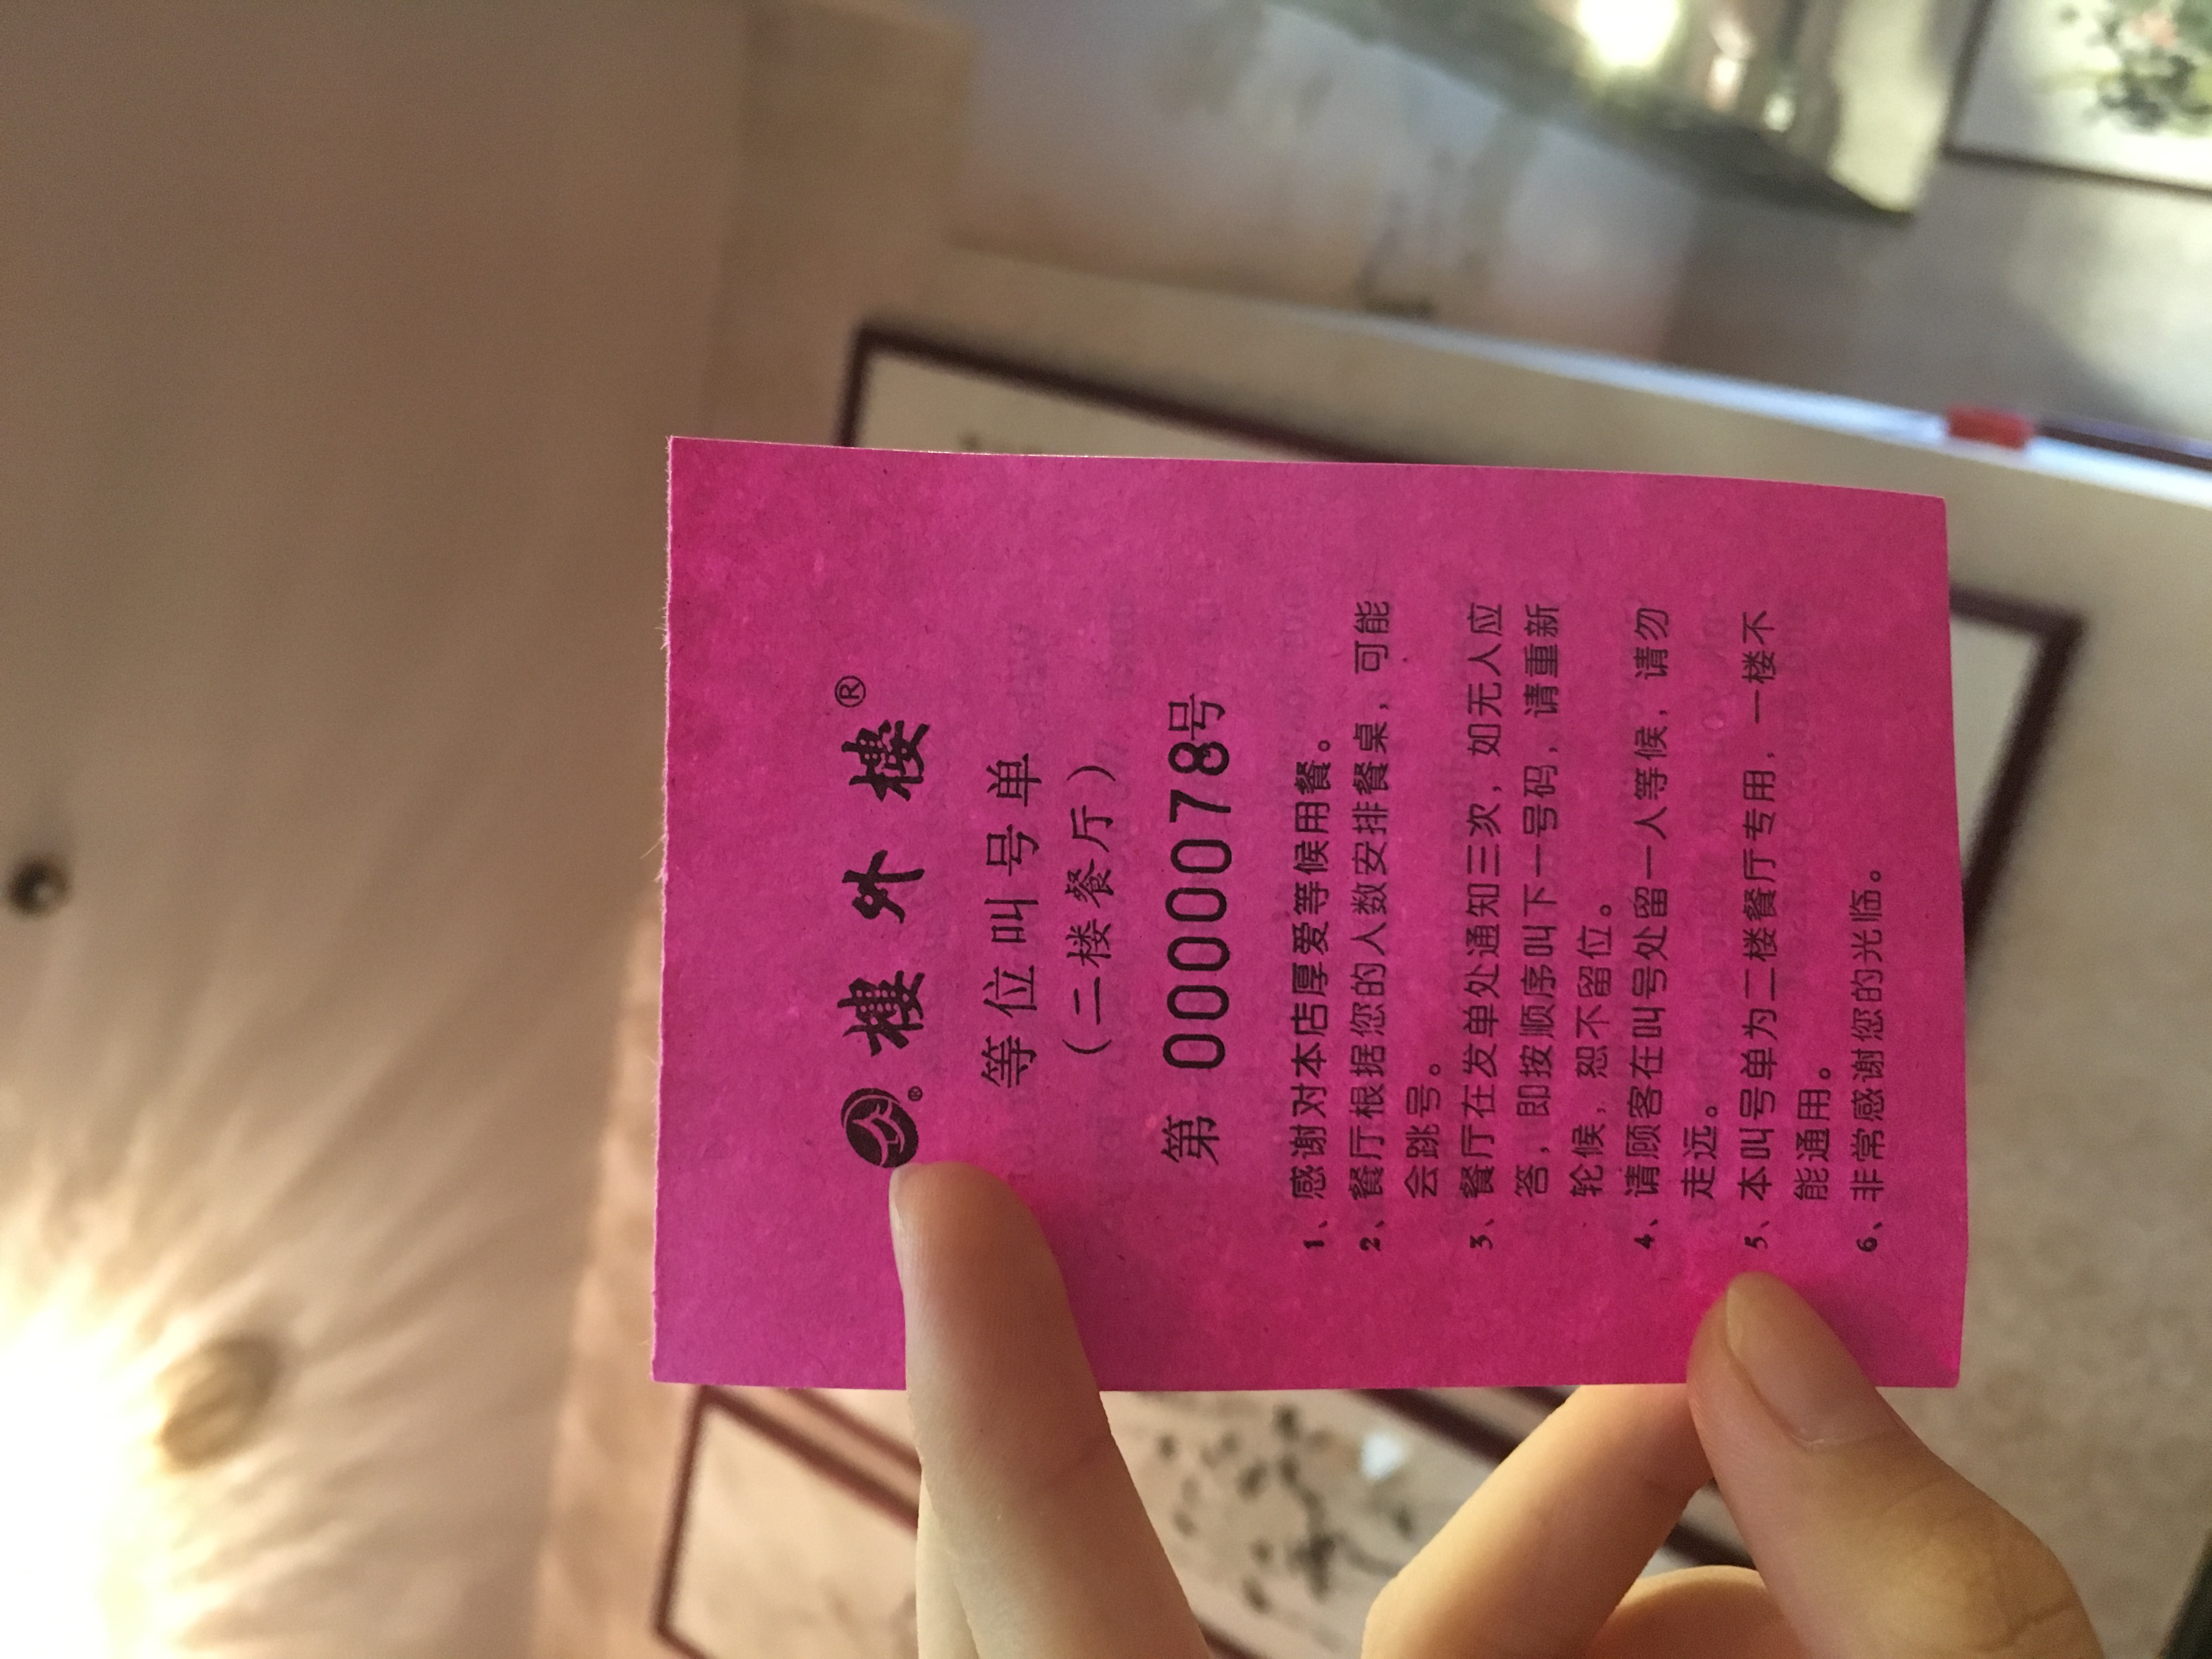 樓外樓®
等位叫号单
（二楼餐厅）
第 0000078号
1、感谢对本店厚爱等候用餐。
2、餐厅根据您的人数安排餐桌，可能
会跳号。
3、餐厅在发单处通知三次，如无人应
答，即按顺序叫下一号码，请重新
轮候，恕不留位。
4、请顾客在叫号处留一人等候，请勿
走远。
5、本叫号单为二楼餐厅专用，一楼不
能通用。
6、非常感谢您的光临。